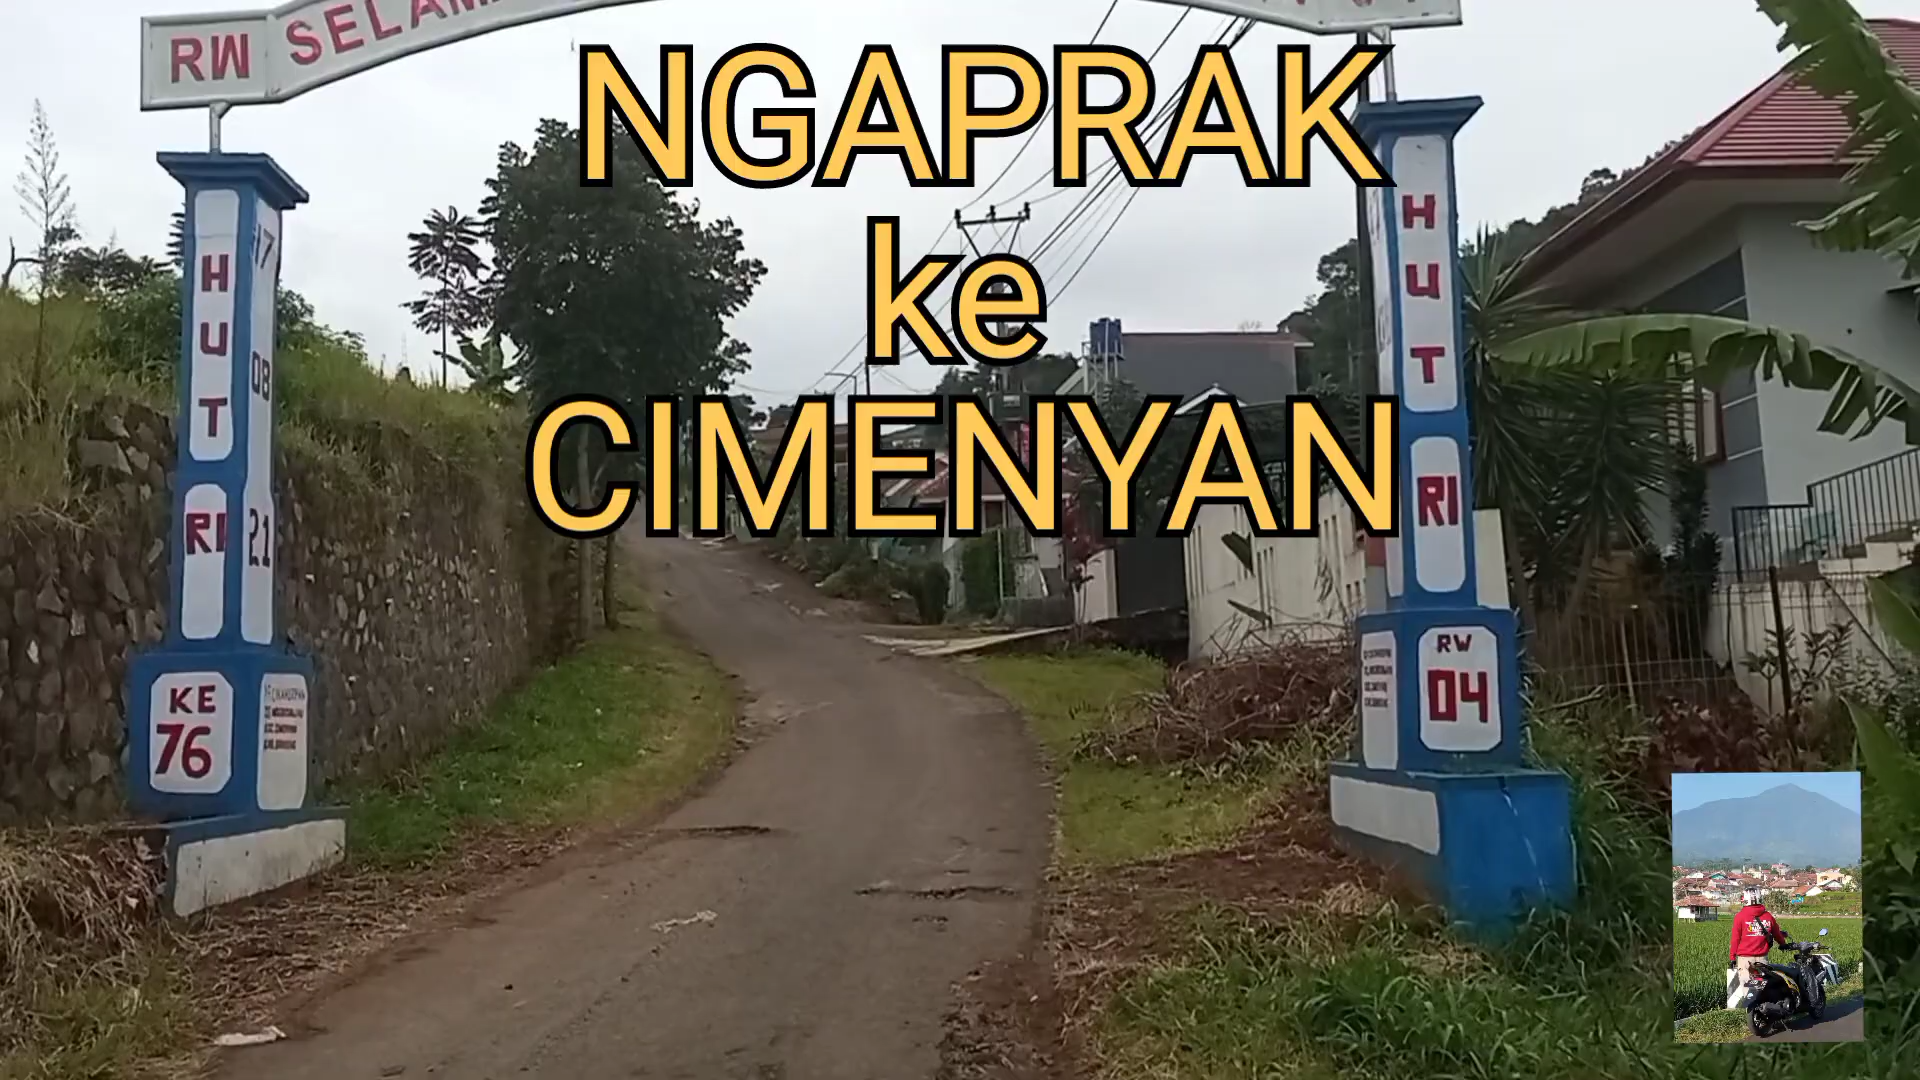 RW SELAM
NGAPRAK
ke
CIMENYAN
HUT
RI
KE
76
17
08
21
HUT
RI
RW
04